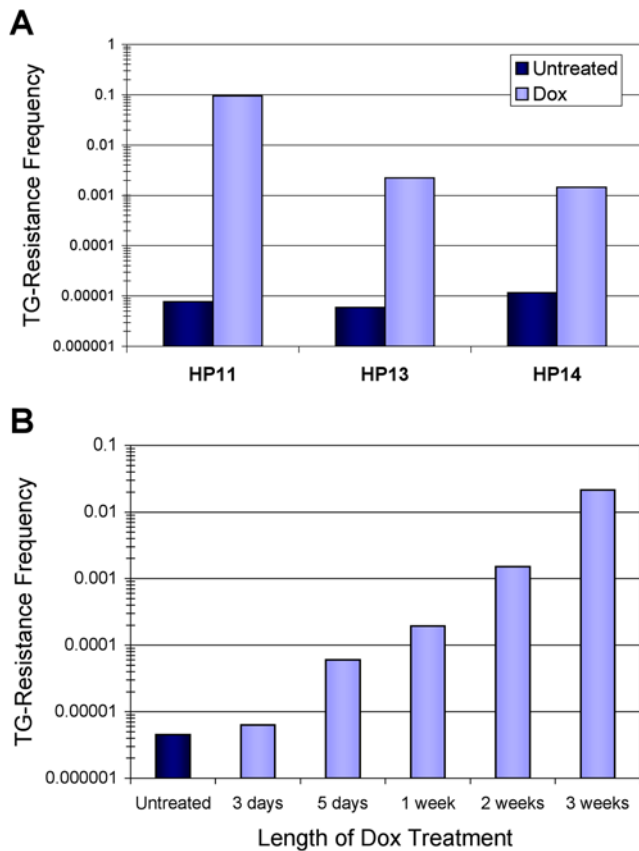 A
TG-Resistance Frequency
1
0.1
0.01
0.001
0.0001
0.00001
0.000001
Untreated
Dox
HP11 HP13 HP14
B
TG-Resistance Frequency
0.1
0.01
0.001
0.0001
0.00001
0.000001
Untreated 3 days 5 days 1 week 2 weeks 3 weeks
Length of Dox Treatment